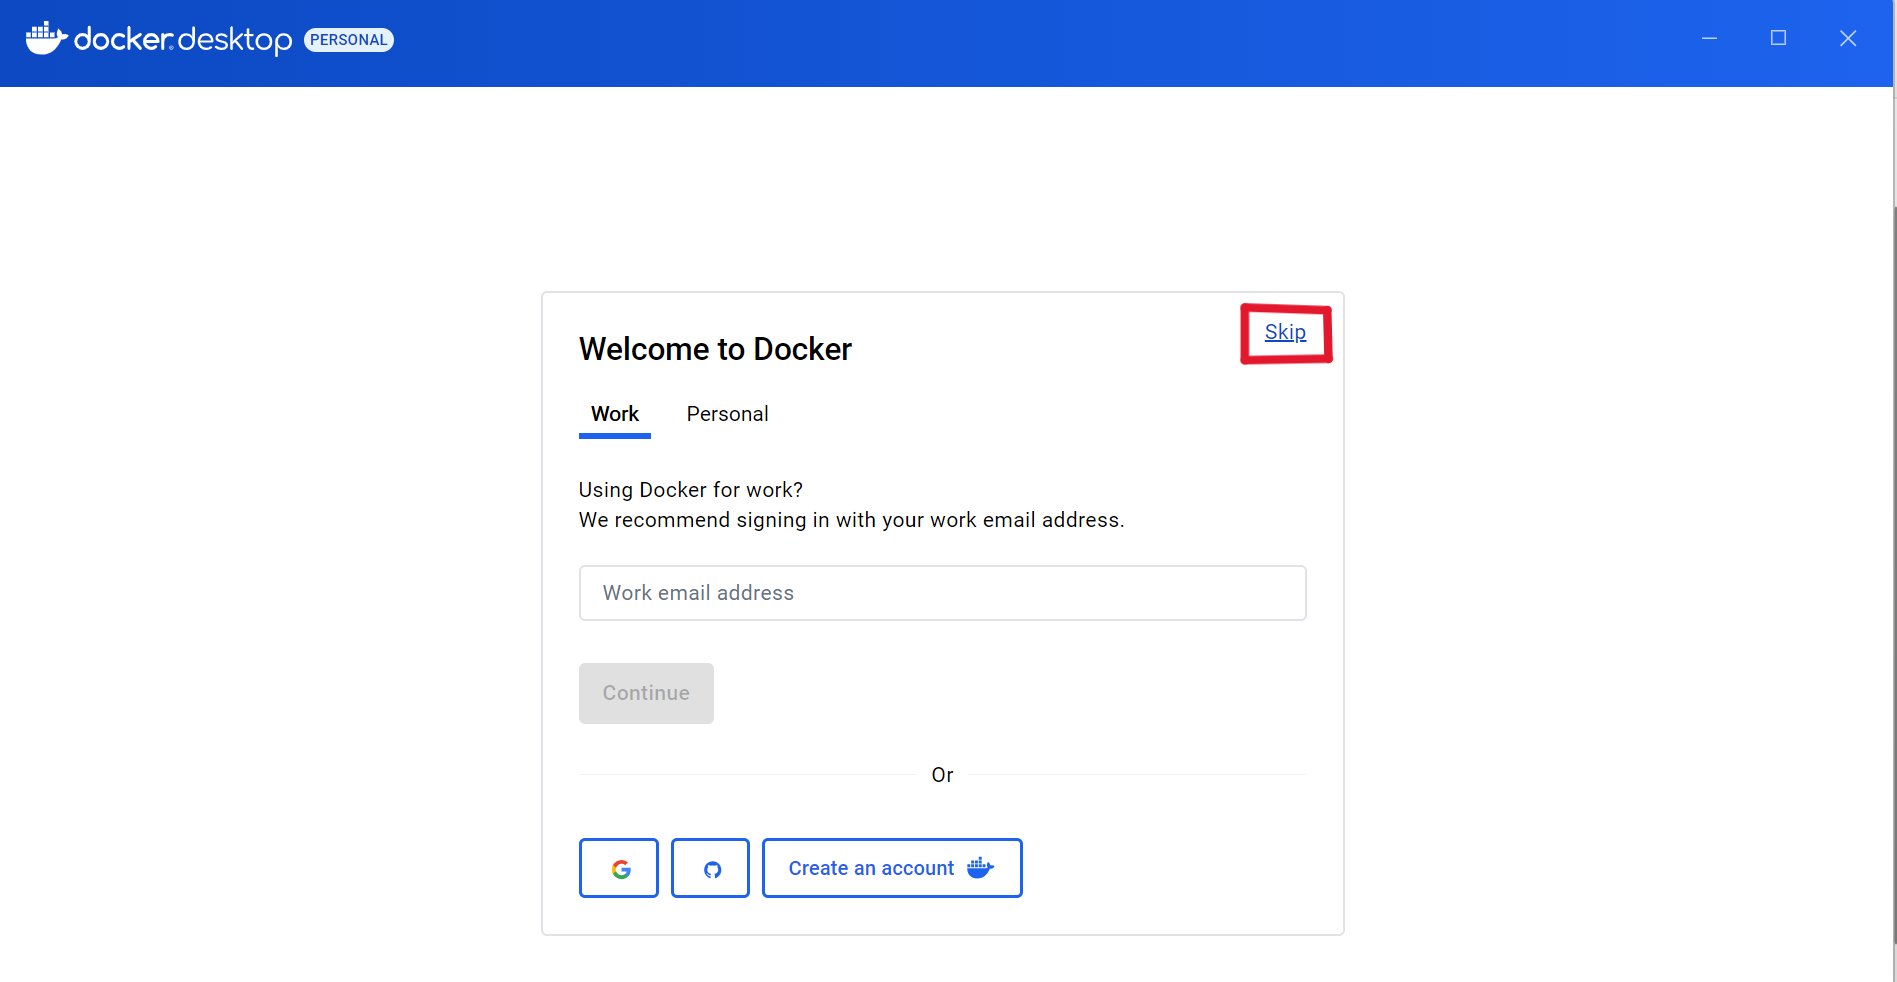 docker desktop PERSONAL
Skip
Welcome to Docker
Work Personal
Using Docker for work?
We recommend signing in with your work email address.
Work email address
Continue
Or
Create an account